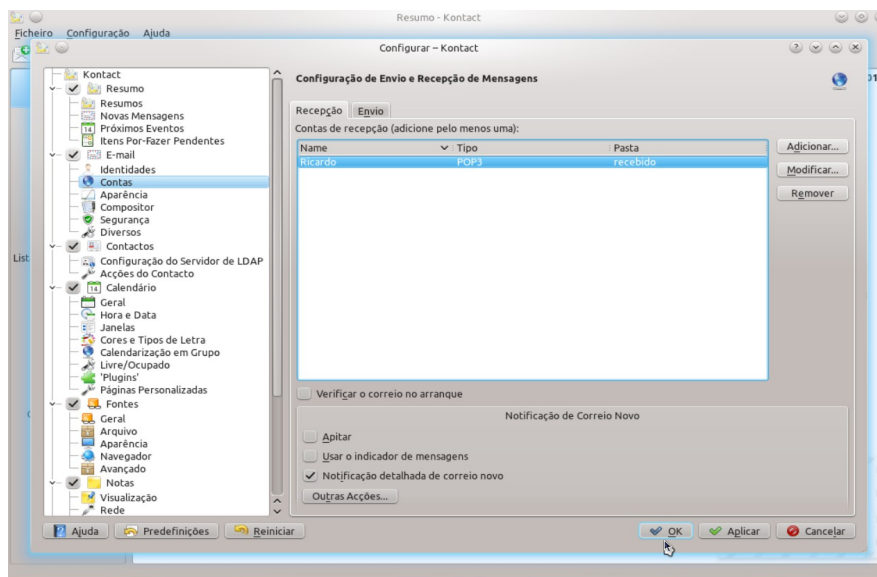 Resumo - Kontact
Ficheiro Configuração Ajuda
Configurar – Kontact
Kontact
Resumo
Resumos
Novas Mensagens
Próximos Eventos
Itens Por-Fazer Pendentes
E-mail
Identidades
Contas
Aparência
Compositor
Segurança
Diversos
Contactos
Configuração do Servidor de LDAP
Acções do Contacto
Calendário
Geral
Hora e Data
Janelas
Cores e Tipos de Letra
Calendarização em Grupo
Livre/Ocupado
'Plugins'
Páginas Personalizadas
Fontes
Geral
Arquivo
Aparência
Navegador
Avançado
Notas
Visualização
Rede
List
Configuração de Envio e Recepção de Mensagens
Recepção Envio
Contas de recepção (adicione pelo menos uma):
Name Tipo Pasta
Ricardo POP3 recebido
Adicionar...
Modificar...
Remover
Verificar o correio no arranque
Notificação de Correio Novo
Apitar
Usar o indicador de mensagens
Notificação detalhada de correio novo
Outras Acções...
Ajuda Predefinições Reiniciar OK Aplicar Cancelar